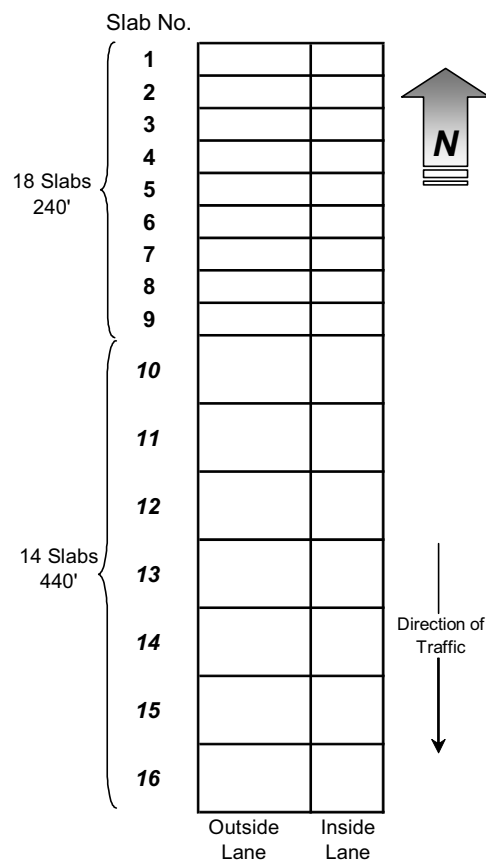 Slab No.
1
2
3
4
5
6
7
8
9
10
11
12
13
14
15
16
18 Slabs
240'
14 Slabs
440'
N
Direction of
Traffic
Outside
Lane
Inside
Lane